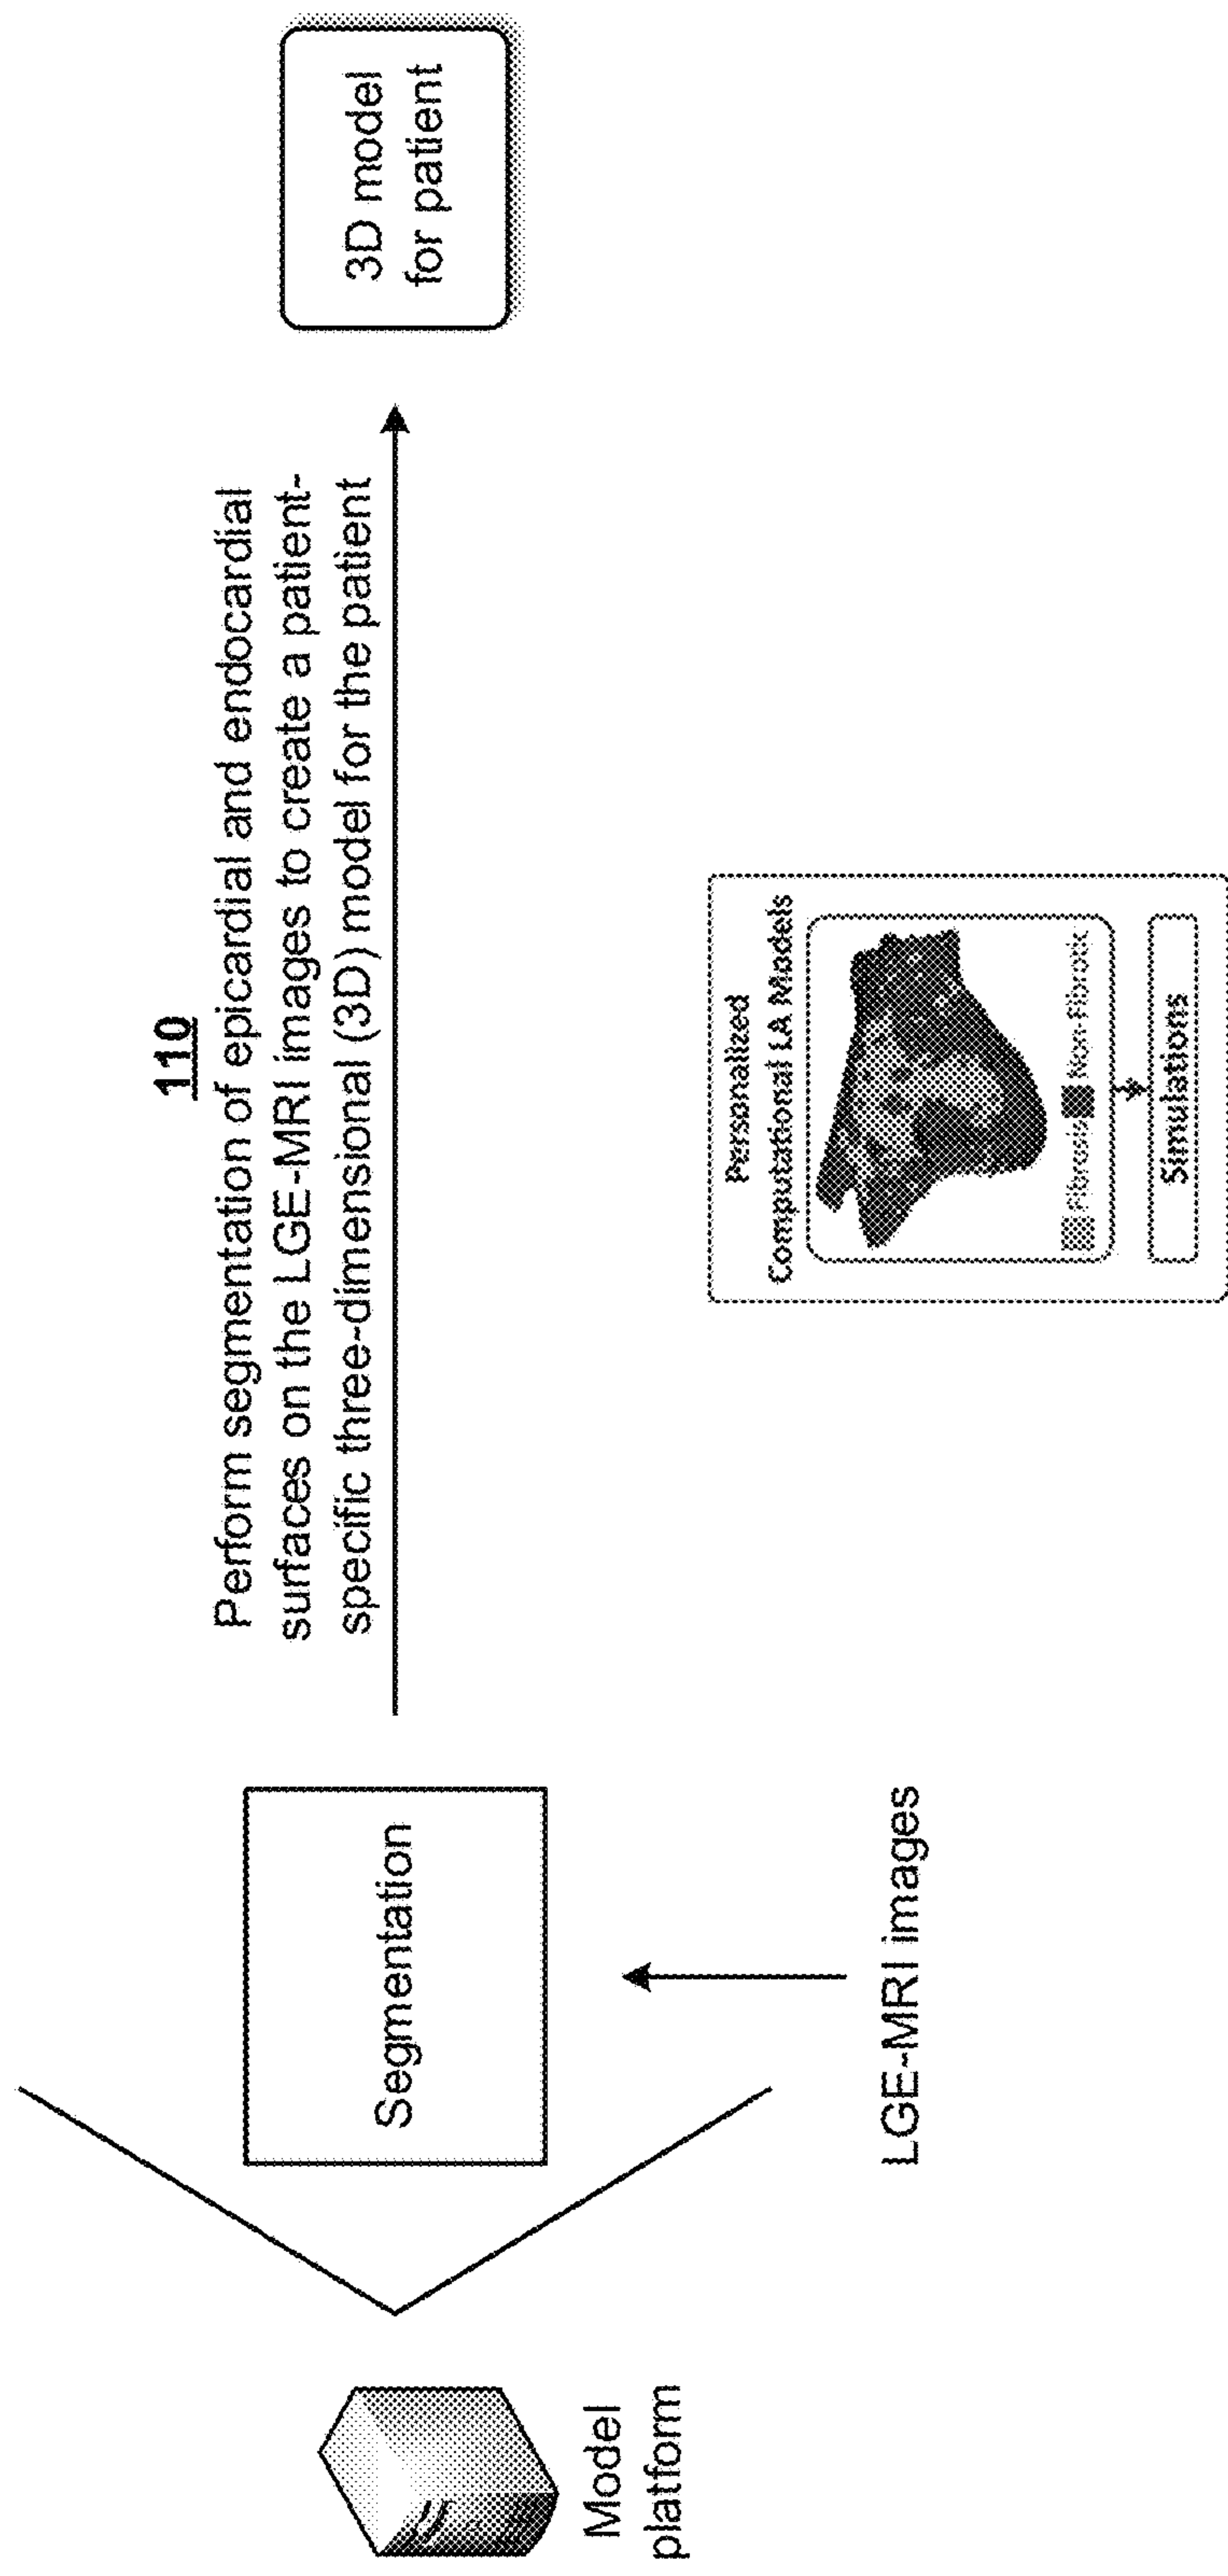 110
Perform segmentation of epicardial and endocardial
surfaces on the LGE-MRI images to create a patient-
specific three-dimensional (3D) model for the patient
Model
platform
Segmentation
LGE-MRI images
3D model
for patient
Personalized
Computational LA Models
Fibrosis Non-Fibrotic
Simulations